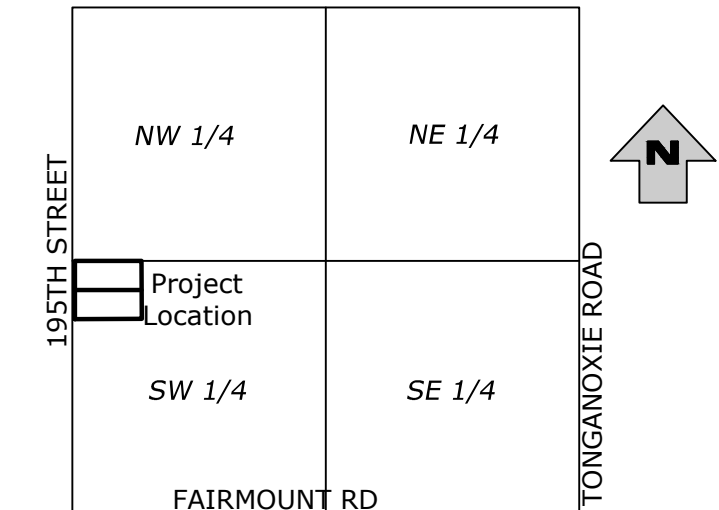 NW 1/4
NE 1/4
N
195TH STREET
Project
Location
TONGANOXIE ROAD
SW 1/4
SE 1/4
FAIRMOUNT RD